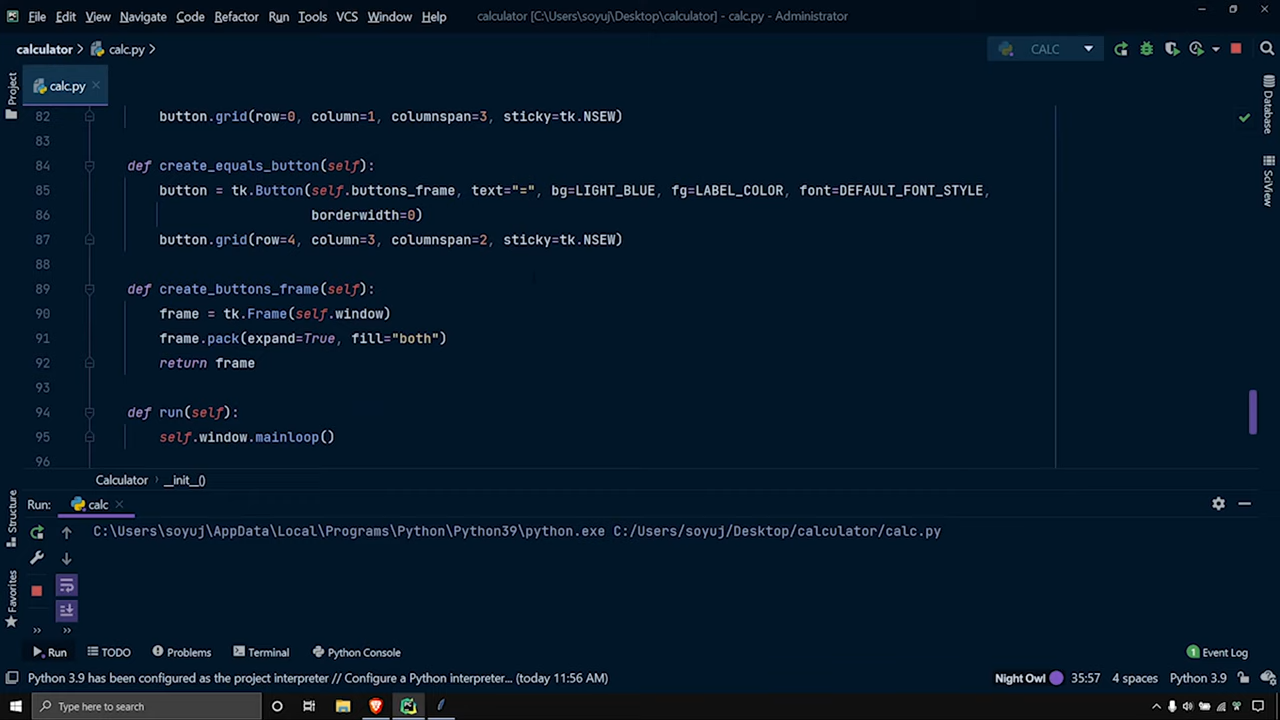 File Edit View Navigate Code Refactor Run Tools VCS Window Help calculator [C:\Users\soyuj\Desktop\calculator] - calc.py - Administrator
calculator calc.py CALC
Project
calc.py
82 button.grid(row=0, column=1, columnspan=3, sticky=tk.NSEW)
83
84 def create_equals_button(self):
85 button = tk.Button(self.buttons_frame, text="=", bg=LIGHT_BLUE, fg=LABEL_COLOR, font=DEFAULT_FONT_STYLE,
86 borderwidth=0)
87 button.grid(row=4, column=3, columnspan=2, sticky=tk.NSEW)
88
89 def create_buttons_frame(self):
90 frame = tk.Frame(self.window)
91 frame.pack(expand=True, fill="both")
92 return frame
93
94 def run(self):
95 self.window.mainloop()
96
Database
SciView
Calculator __init__()
Structure
Favorites
Run: calc
C:\Users\soyuj\AppData\Local\Programs\Python\Python39\python.exe C:/Users/soyuj/Desktop/calculator/calc.py
Run TODO Problems Terminal Python Console 1 Event Log
Python 3.9 has been configured as the project interpreter // Configure a Python interpreter... (today 11:56 AM) Night Owl 35:57 4 spaces Python 3.9
Type here to search